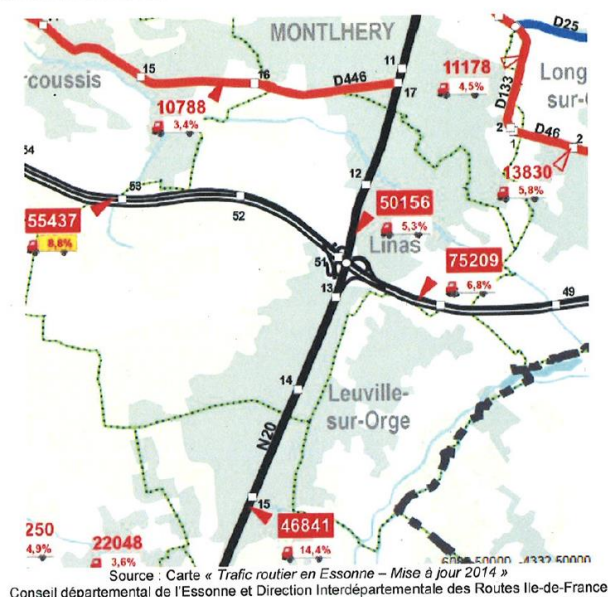 MONTLHERY
D25
11
15
16
D446
17
11178
4,5%
Long
sur-
D133
rcoussis
10788
3,4%
2
1
D46
2
13830
5,8%
12
54
53
52
55437
8,8%
50156
5,3%
Linas
51
75209
6,8%
49
13
14
Leuville-
sur-Orge
N20
15
46841
14,4%
250
4,9%
22048
3,6%
Source : Carte « Trafic routier en Essonne – Mise à jour 2014 »
Conseil départemental de l'Essonne et Direction Interdépartementale des Routes Ile-de-France